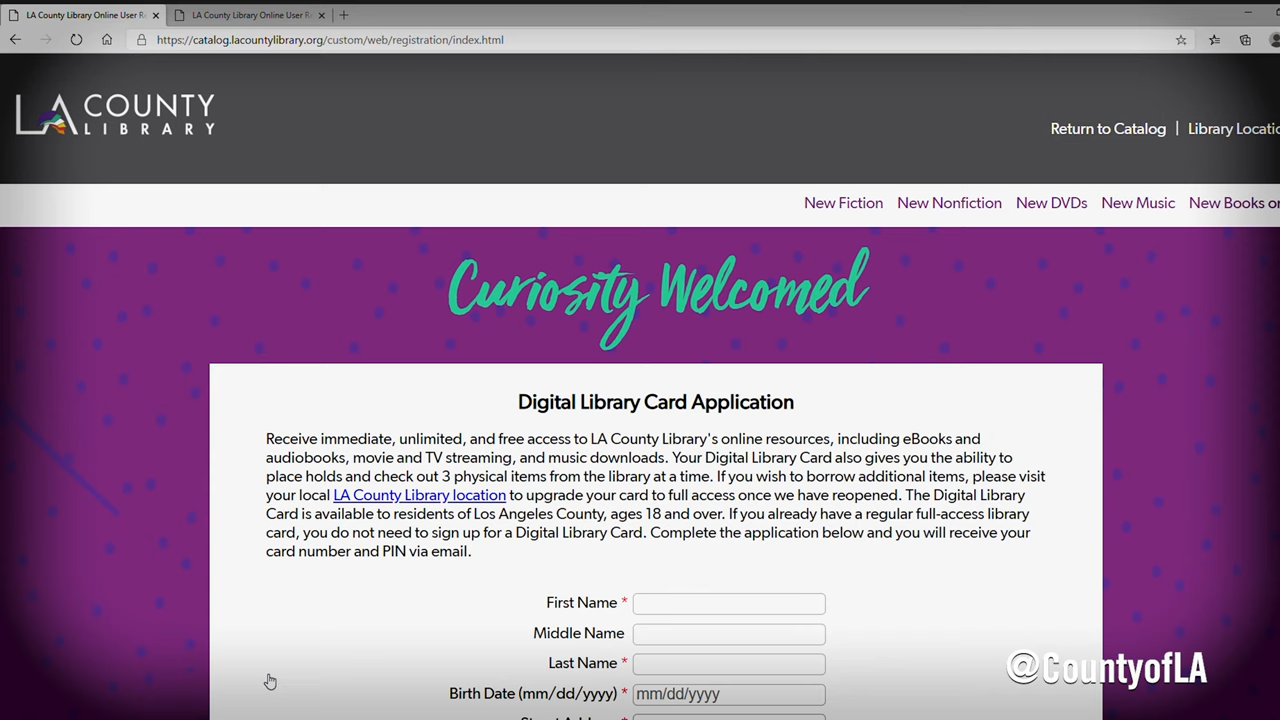 LA County Library Online User Re
LA County Library Online User Re
https://catalog.lacountylibrary.org/custom/web/registration/index.html
LA COUNTY
LIBRARY
Return to Catalog | Library Locatio
New Fiction New Nonfiction New DVDs New Music New Books or
Curiosity Welcomed
Digital Library Card Application
Receive immediate, unlimited, and free access to LA County Library's online resources, including eBooks and
audiobooks, movie and TV streaming, and music downloads. Your Digital Library Card also gives you the ability to
place holds and check out 3 physical items from the library at a time. If you wish to borrow additional items, please visit
your local LA County Library location to upgrade your card to full access once we have reopened. The Digital Library
Card is available to residents of Los Angeles County, ages 18 and over. If you already have a regular full-access library
card, you do not need to sign up for a Digital Library Card. Complete the application below and you will receive your
card number and PIN via email.
First Name *
Middle Name
Last Name *
Birth Date (mm/dd/yyyy) * mm/dd/yyyy
@CountyofLA